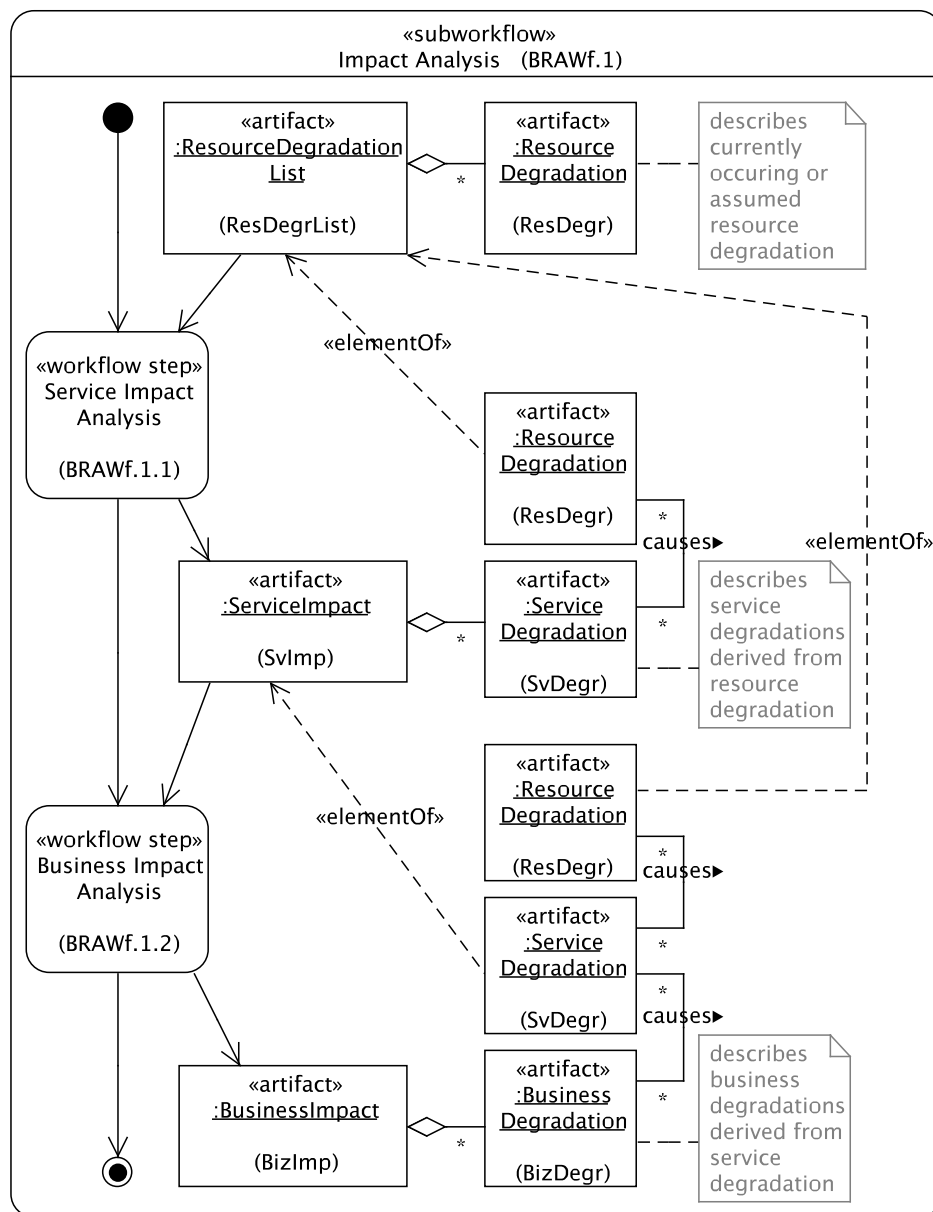 «subworkflow»
Impact Analysis (BRAWf.1)
«artifact»
:ResourceDegradation
List
(ResDegrList)
*
«artifact»
:Resource
Degradation
(ResDegr)
describes
currently
occuring or
assumed
resource
degradation
«elementOf»
«workflow step»
Service Impact
Analysis
(BRAWf.1.1)
«artifact»
:Resource
Degradation
(ResDegr)
*
causes▶
«elementOf»
«artifact»
:ServiceImpact
(SvImp)
*
«artifact»
:Service
Degradation
(SvDegr)
*
describes
service
degradations
derived from
resource
degradation
«elementOf»
«artifact»
:Resource
Degradation
(ResDegr)
*
causes▶
«workflow step»
Business Impact
Analysis
(BRAWf.1.2)
«artifact»
:Service
Degradation
(SvDegr)
*
*
causes▶
«artifact»
:BusinessImpact
(BizImp)
*
«artifact»
:Business
Degradation
(BizDegr)
*
describes
business
degradations
derived from
service
degradation